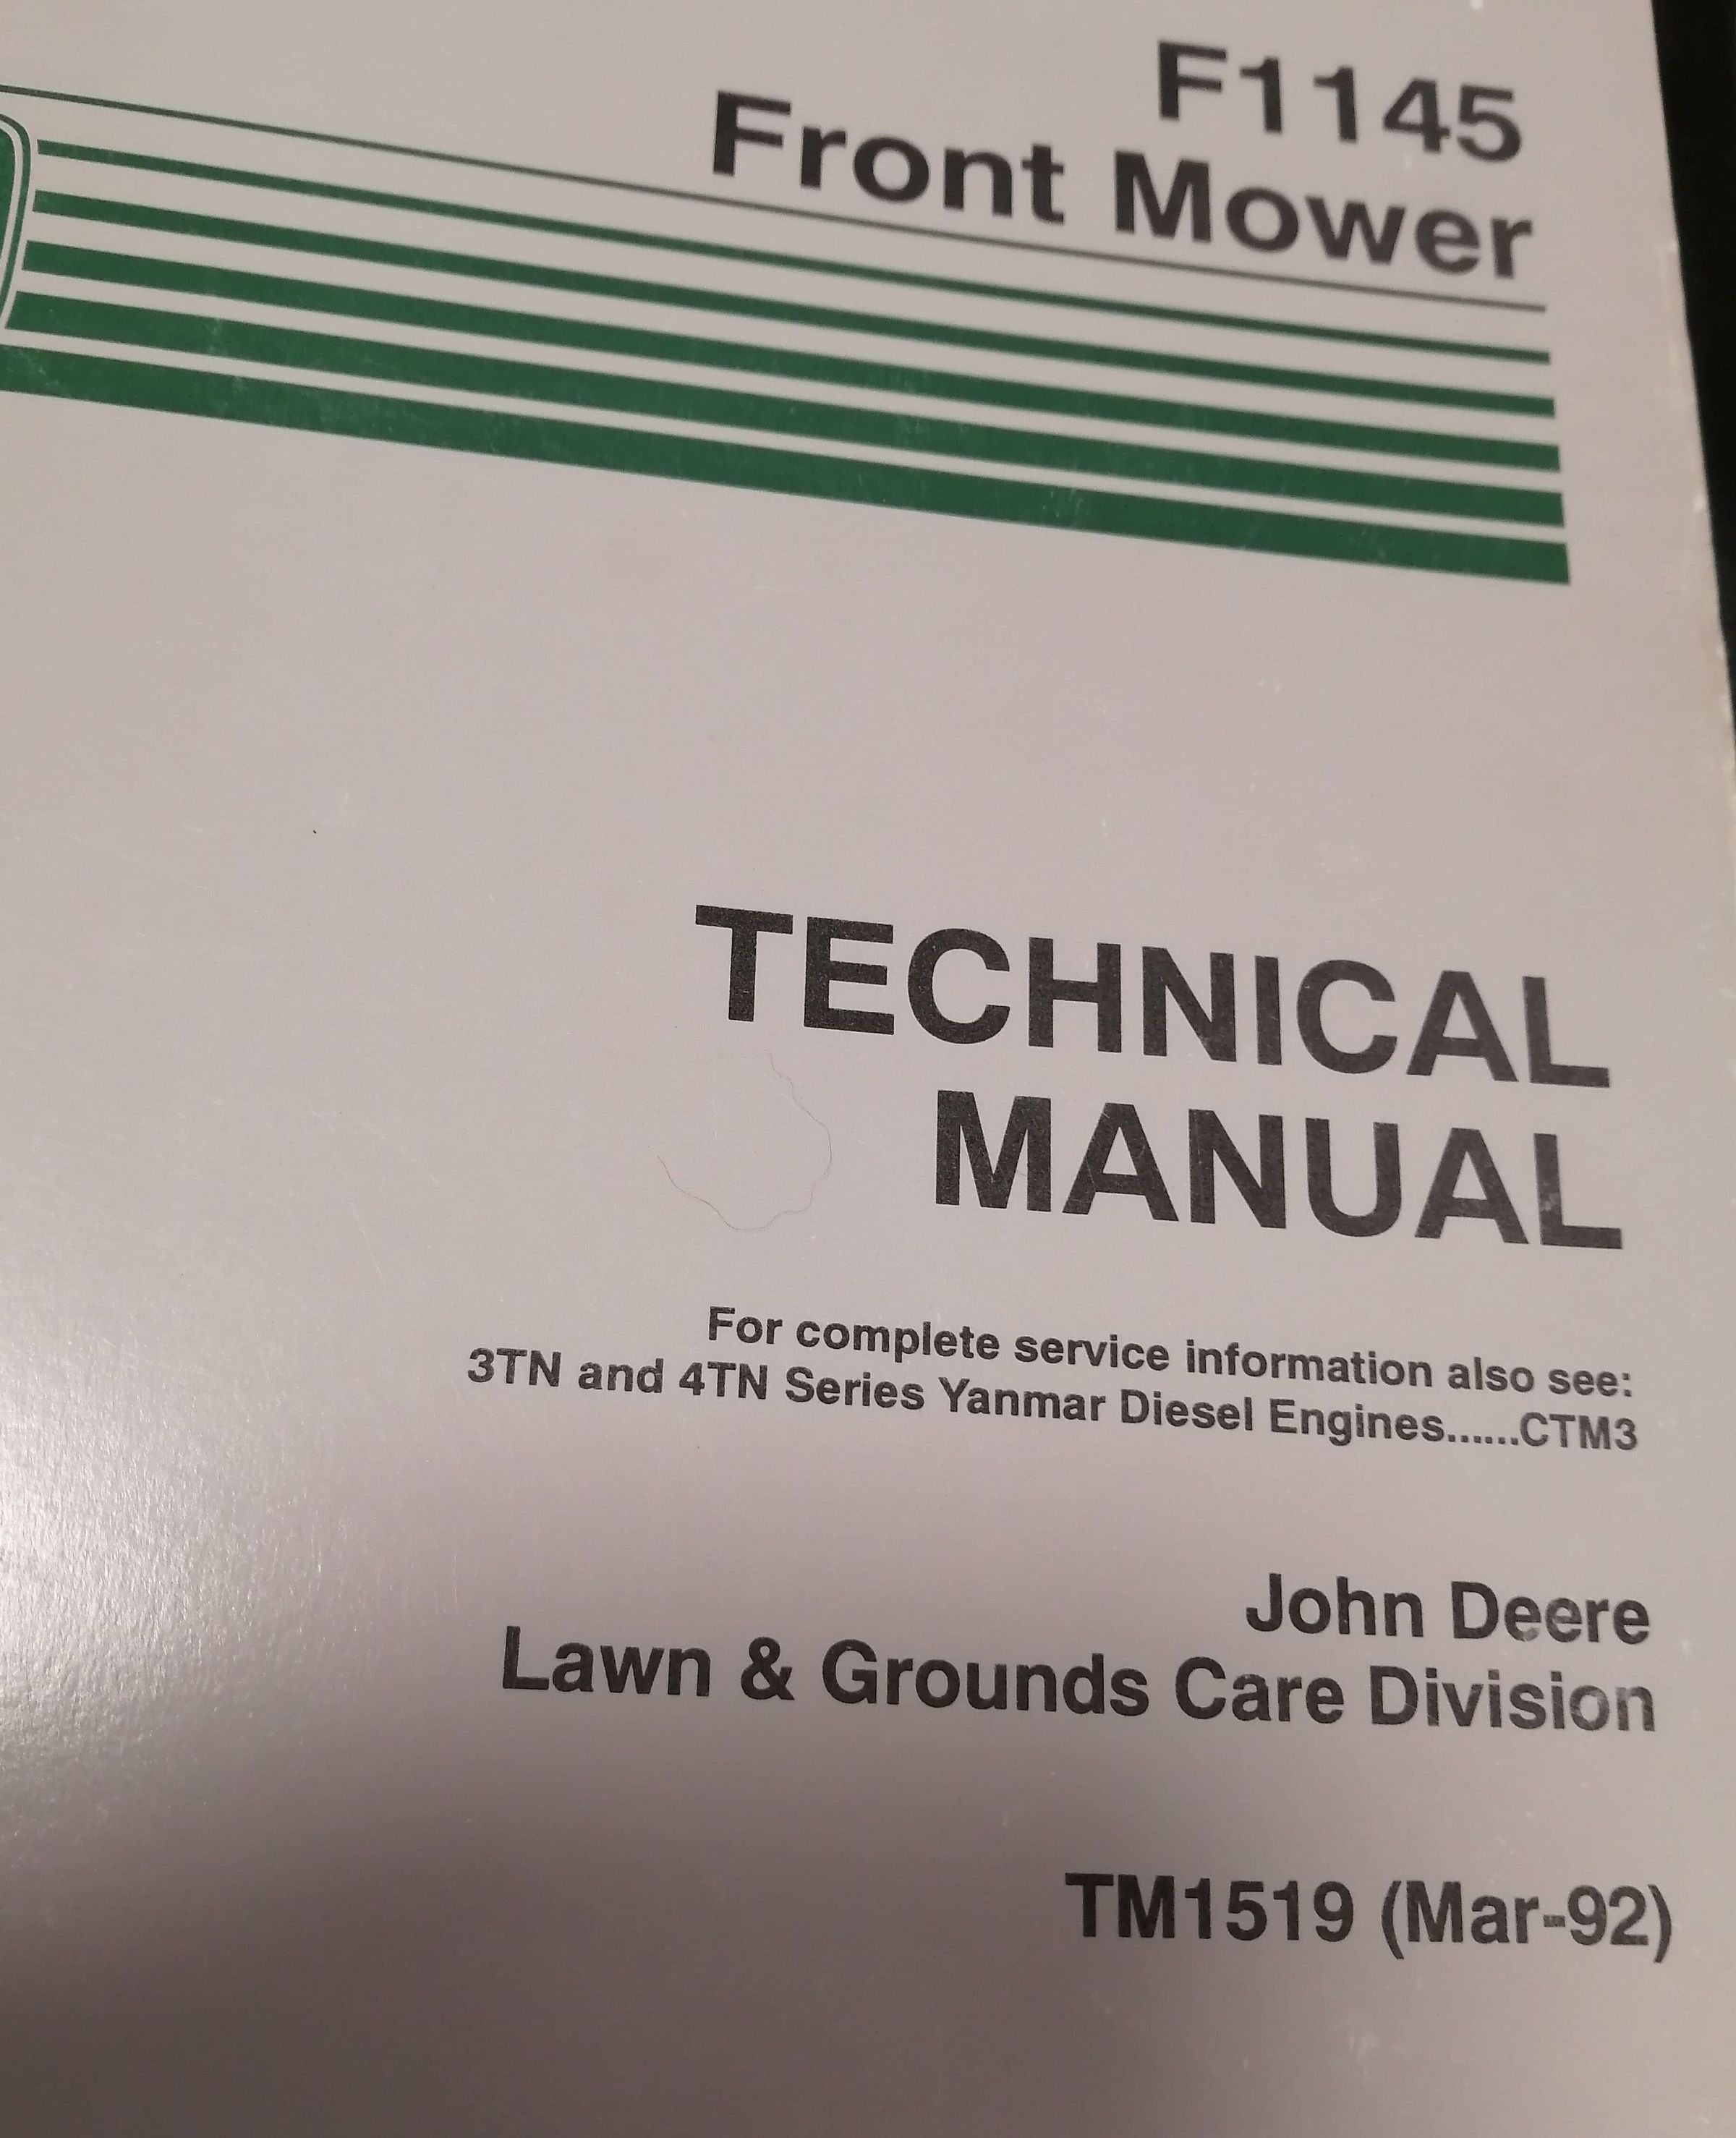 F1145
Front Mower
TECHNICAL
MANUAL
For complete service information also see:
3TN and 4TN Series Yanmar Diesel Engines......CTM3
John Deere
Lawn & Grounds Care Division
TM1519 (Mar-92)